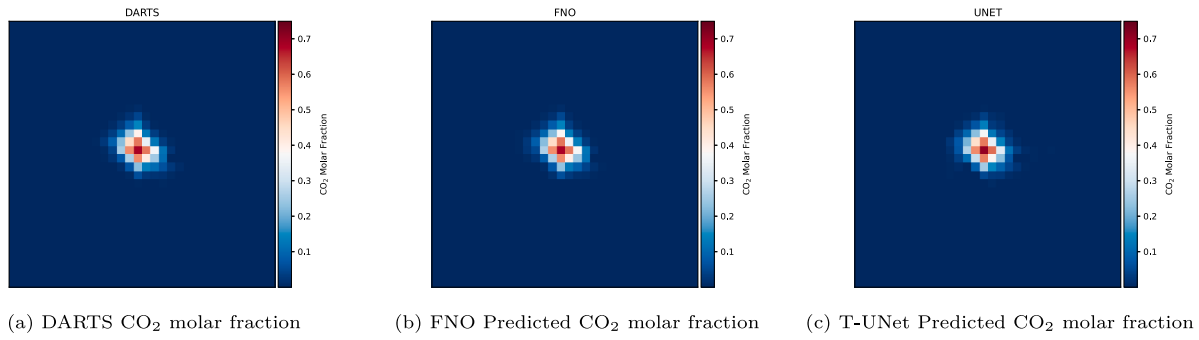 DARTS
0.7
0.6
0.5
0.4
0.3
0.2
0.1
CO₂ Molar Fraction
(a) DARTS CO₂ molar fraction
FNO
0.7
0.6
0.5
0.4
0.3
0.2
0.1
CO₂ Molar Fraction
(b) FNO Predicted CO₂ molar fraction
UNET
0.7
0.6
0.5
0.4
0.3
0.2
0.1
CO₂ Molar Fraction
(c) T-UNet Predicted CO₂ molar fraction